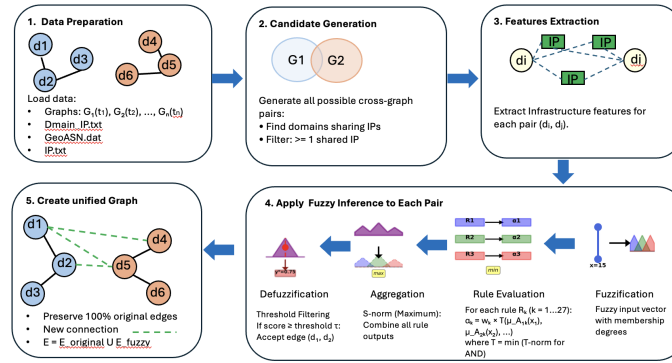 1. Data Preparation
d1
d3
d2
d4
d5
d6
Load data:
• Graphs: G₁(t₁), G₂(t₂), ..., Gₙ(tₙ)
• Dmain_IP.txt
• GeoASN.dat
• IP.txt
2. Candidate Generation
G1
G2
Generate all possible cross-graph
pairs:
• Find domains sharing IPs
• Filter: >= 1 shared IP
3. Features Extraction
IP
IP
di
dj
IP
Extract Infrastructure features for
each pair (dᵢ, dⱼ).
4. Apply Fuzzy Inference to Each Pair
x=15
Fuzzification
Fuzzy input vector
with membership
degrees
R1
e1
R2
e2
R3
e3
min
Rule Evaluation
For each rule Rₖ (k = 1...27):
αₖ = wₖ × T(μ_A₁ₖ(x₁),
μ_A₂ₖ(x₂), ...)
where T = min (T-norm for
AND)
max
Aggregation
S-norm (Maximum):
Combine all rule
outputs
y*=0.75
Defuzzification
Threshold Filtering
If score ≥ threshold τ:
Accept edge (d₁, d₂)
5. Create unified Graph
d1
d4
d2
d5
d3
d6
• Preserve 100% original edges
• New connection
• E = E_original U E_fuzzy